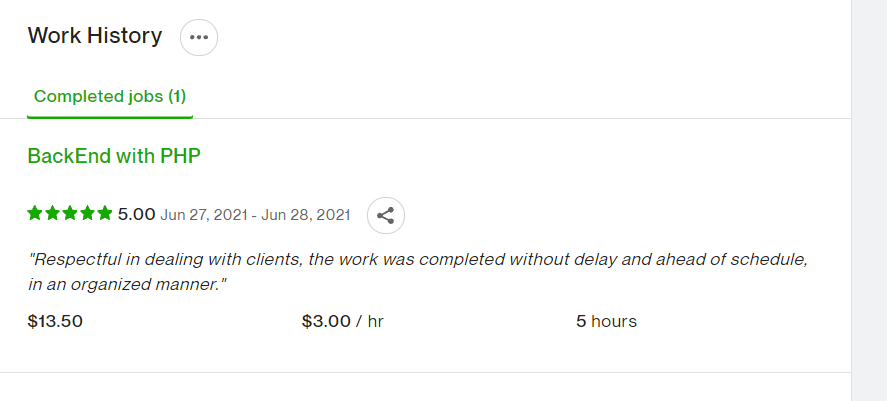 Work History
Completed jobs (1)
BackEnd with PHP
5.00 Jun 27, 2021 - Jun 28, 2021
"Respectful in dealing with clients, the work was completed without delay and ahead of schedule,
in an organized manner."
$13.50 $3.00 / hr 5 hours